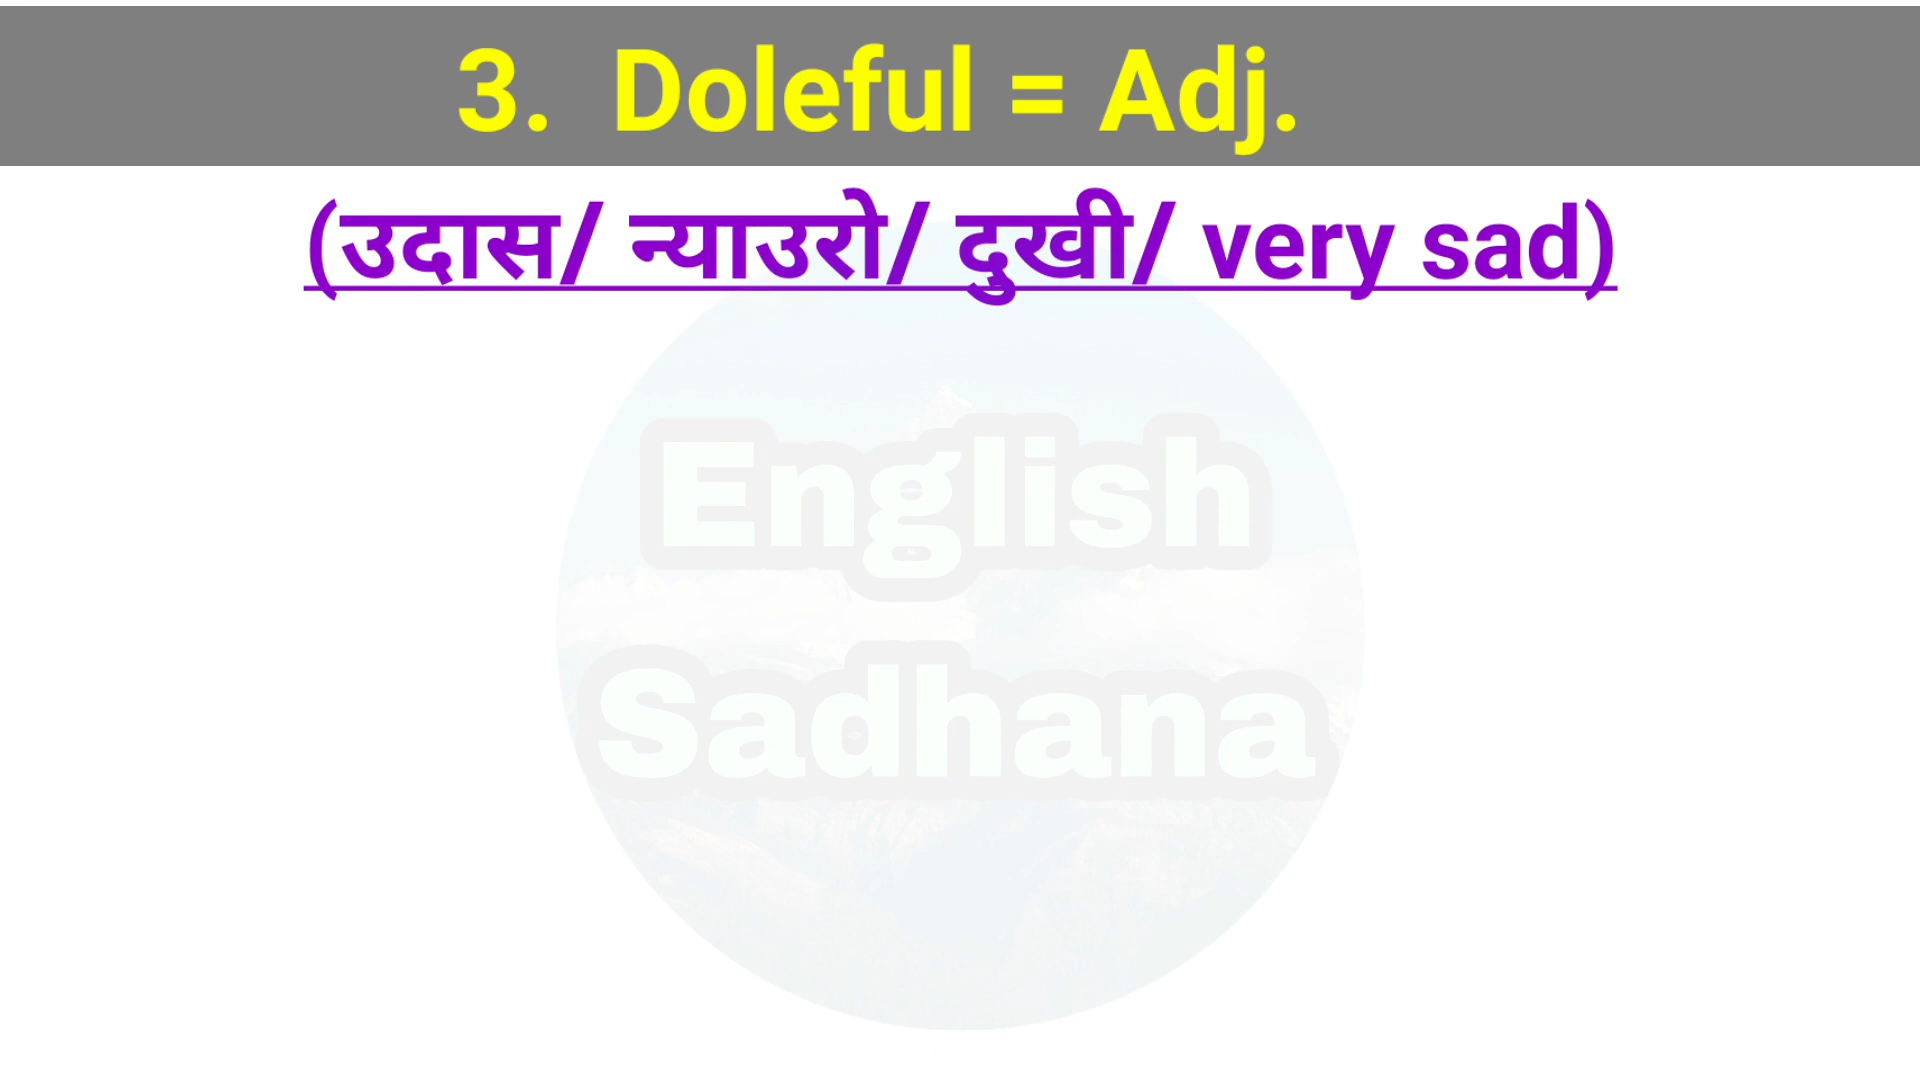 3. Doleful = Adj.
(उदास/ न्याउरो/ दुखी/ very sad)
English
Sadhana